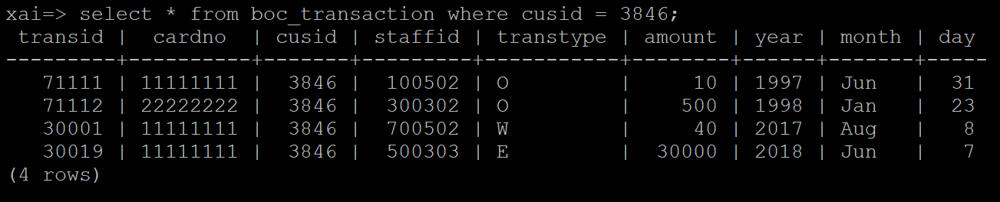 xai=> select * from boc_transaction where cusid = 3846;
 transid |  cardno  | cusid | staffid | transtype | amount | year | month | day
---------+----------+-------+---------+-----------+--------+------+-------+-----
   71111 | 11111111 |  3846 |  100502 | O         |     10 | 1997 | Jun   |  31
   71112 | 22222222 |  3846 |  300302 | O         |    500 | 1998 | Jan   |  23
   30001 | 11111111 |  3846 |  700502 | W         |     40 | 2017 | Aug   |   8
   30019 | 11111111 |  3846 |  500303 | E         |  30000 | 2018 | Jun   |   7
(4 rows)